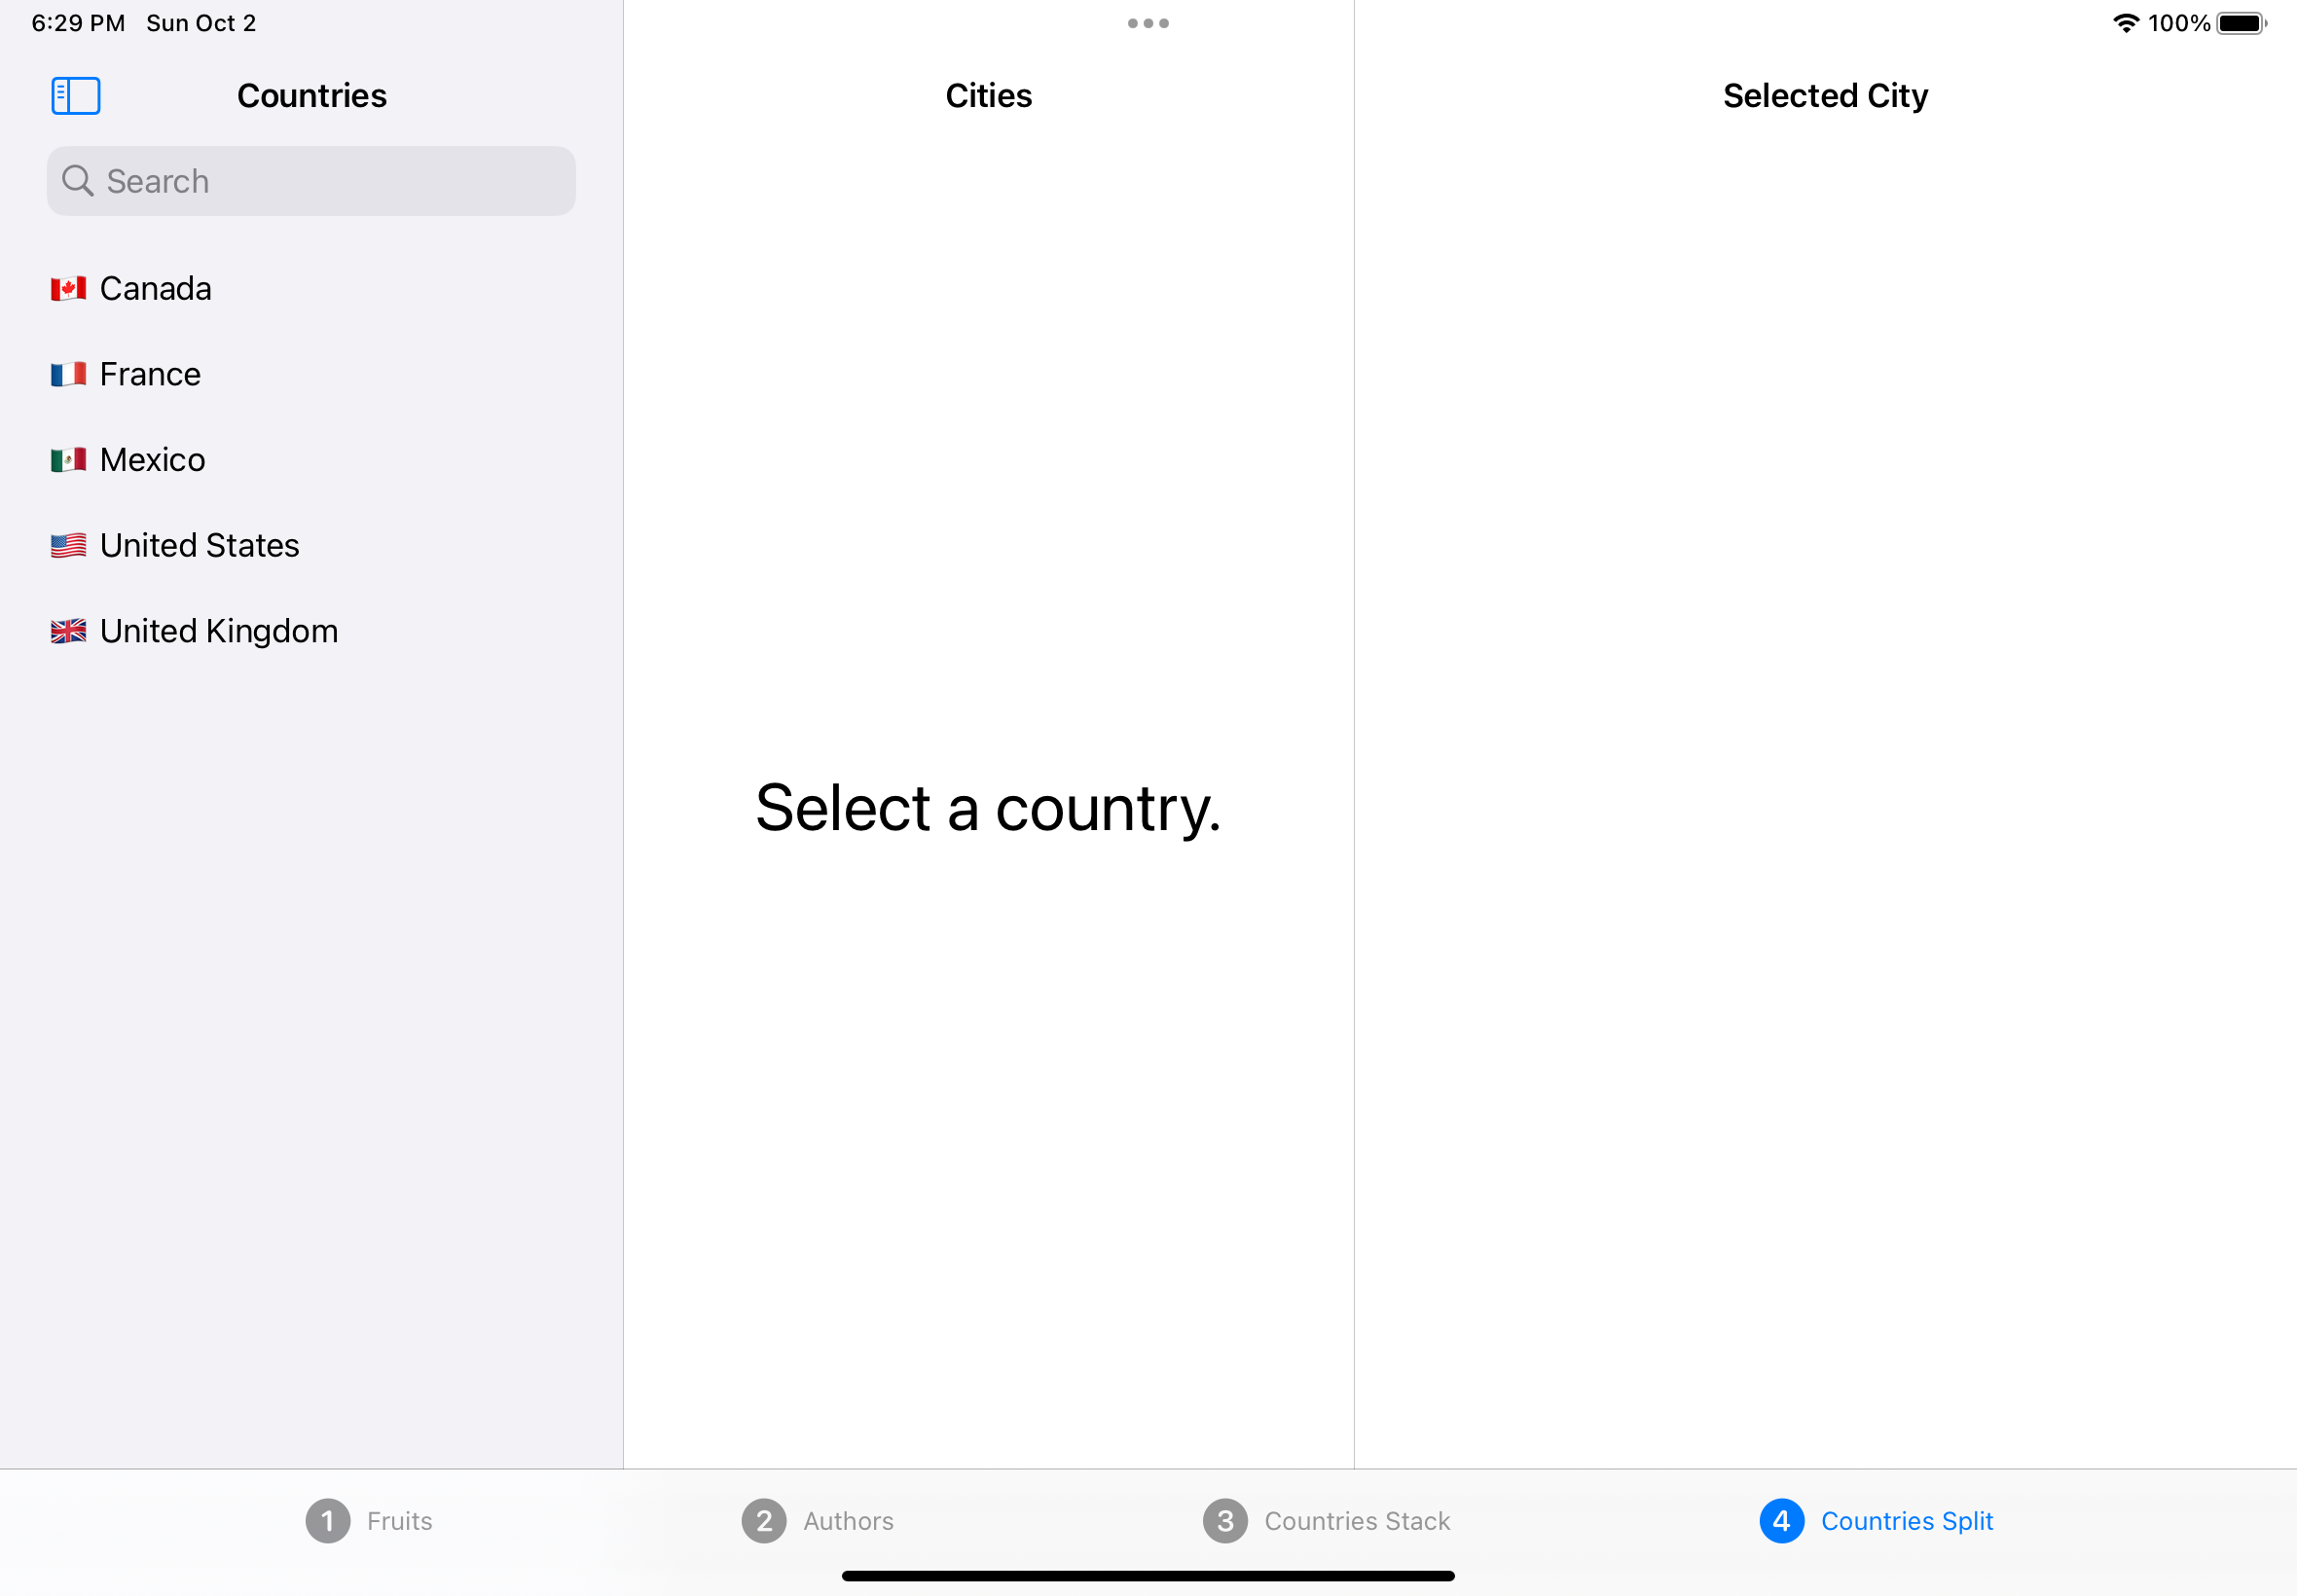 6:29 PM Sun Oct 2
100%
Countries
Search
Canada
France
Mexico
United States
United Kingdom
Cities
Select a country.
Selected City
1 Fruits
2 Authors
3 Countries Stack
4 Countries Split